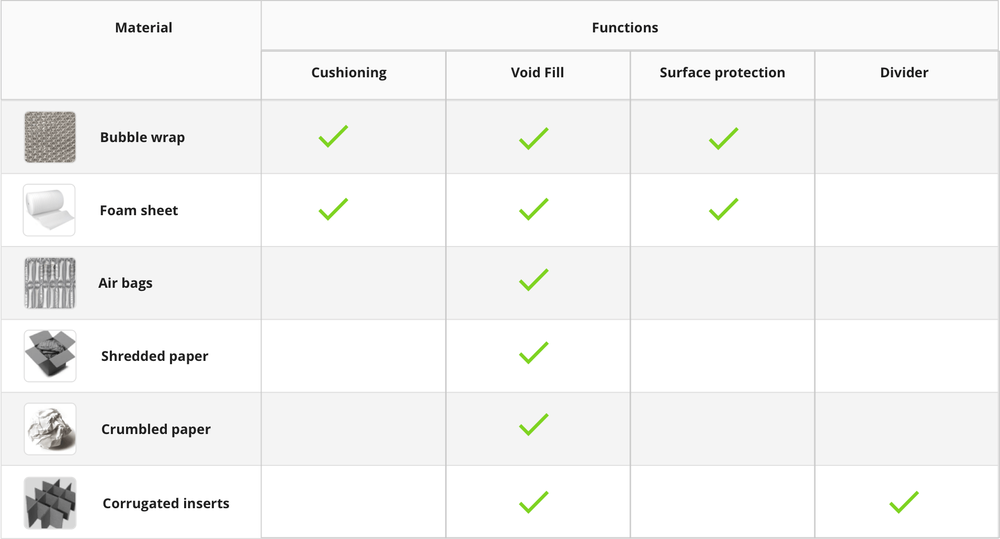 Material
Functions
Cushioning
Void Fill
Surface protection
Divider
Bubble wrap
Foam sheet
Air bags
Shredded paper
Crumbled paper
Corrugated inserts